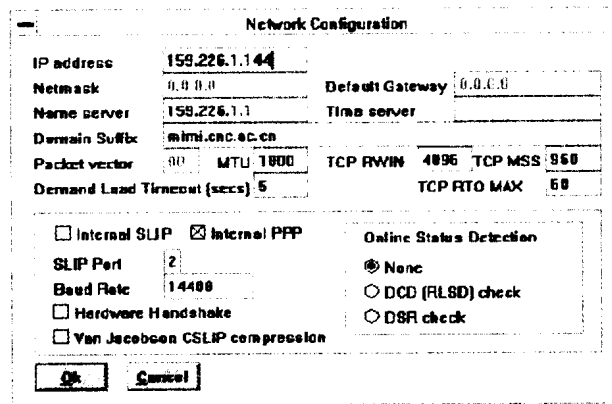 Network Configuration
IP address 159.226.1.144
Netmask 0.0.0.0 Default Gateway 0.0.0.0
Name server 159.226.1.1 Time server
Domain Suffix mimi.cnc.ac.cn
Packet vector 00 MTU 1000 TCP RWIN 4096 TCP MSS 960
Demand Load Timeout (secs) 5 TCP RTO MAX 60
Internal SLIP Internal PPP Online Status Detection
SLIP Port 2 None
Baud Rate 14400 DCD (RLSD) check
Hardware Handshake DSR check
Van Jacobson CSLIP compression
Ok Cancel